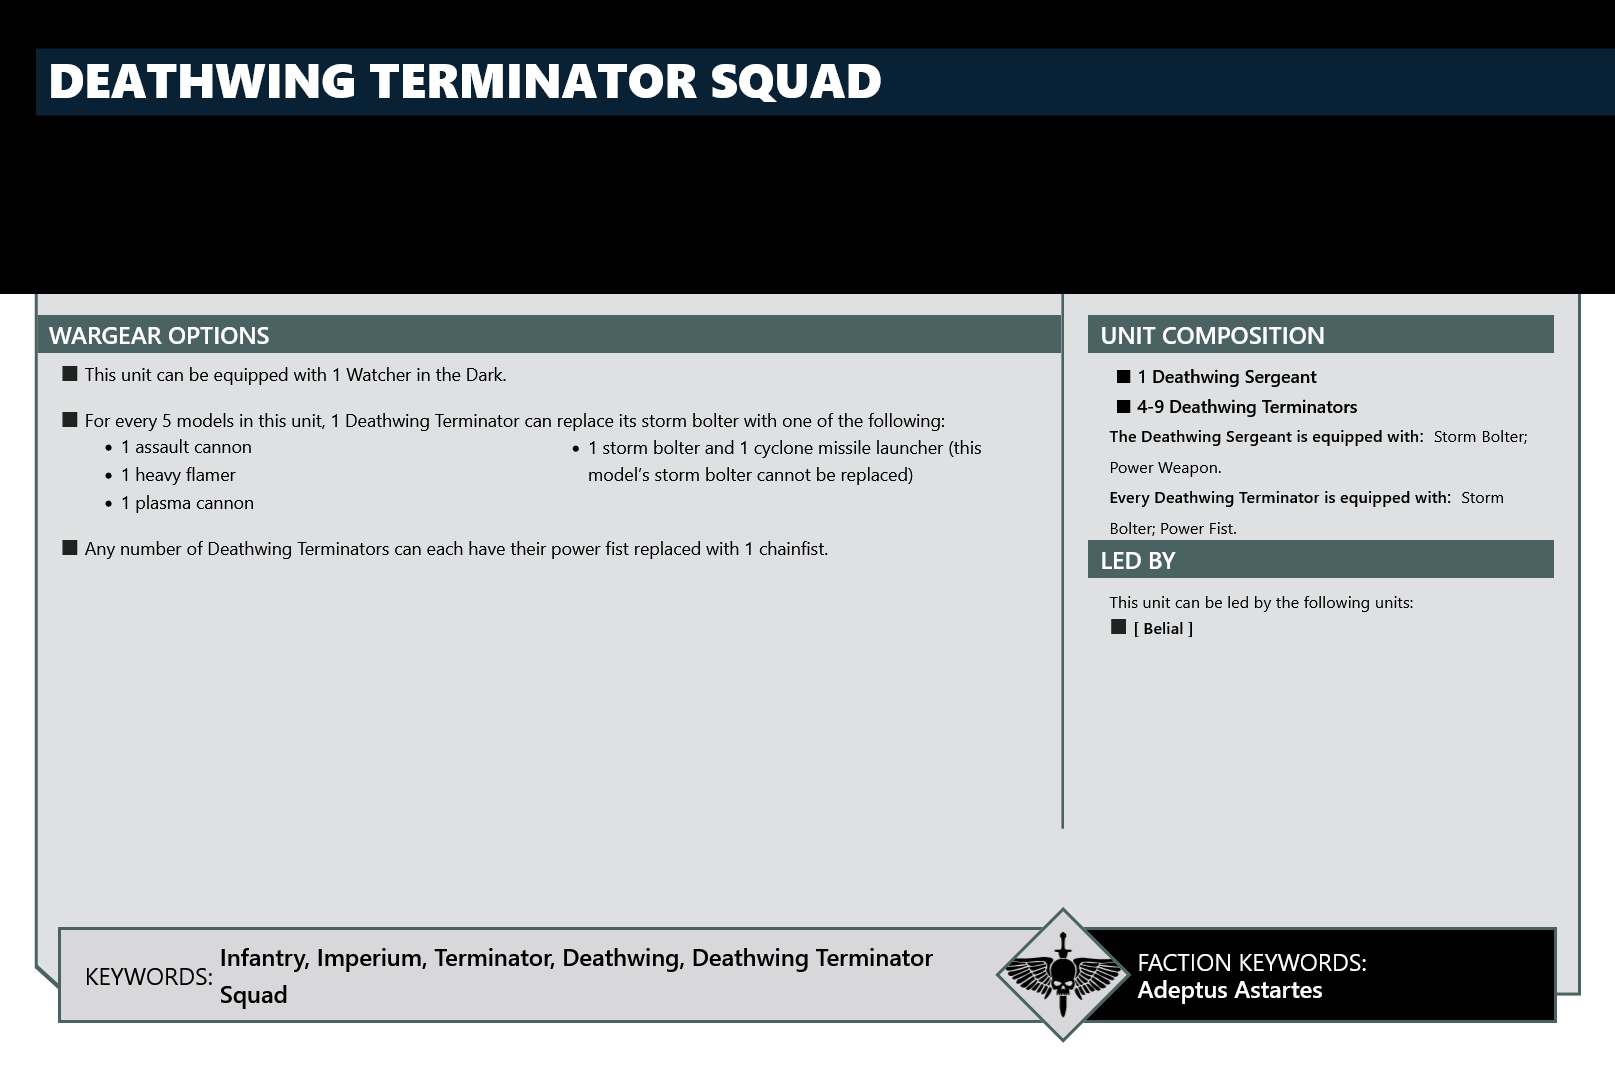 DEATHWING TERMINATOR SQUAD
WARGEAR OPTIONS
This unit can be equipped with 1 Watcher in the Dark.
For every 5 models in this unit, 1 Deathwing Terminator can replace its storm bolter with one of the following:
• 1 assault cannon
• 1 heavy flamer
• 1 plasma cannon
• 1 storm bolter and 1 cyclone missile launcher (this
model’s storm bolter cannot be replaced)
Any number of Deathwing Terminators can each have their power fist replaced with 1 chainfist.
UNIT COMPOSITION
1 Deathwing Sergeant
4-9 Deathwing Terminators
The Deathwing Sergeant is equipped with: Storm Bolter;
Power Weapon.
Every Deathwing Terminator is equipped with: Storm
Bolter; Power Fist.
LED BY
This unit can be led by the following units:
[ Belial ]
KEYWORDS: Infantry, Imperium, Terminator, Deathwing, Deathwing Terminator
Squad
FACTION KEYWORDS:
Adeptus Astartes